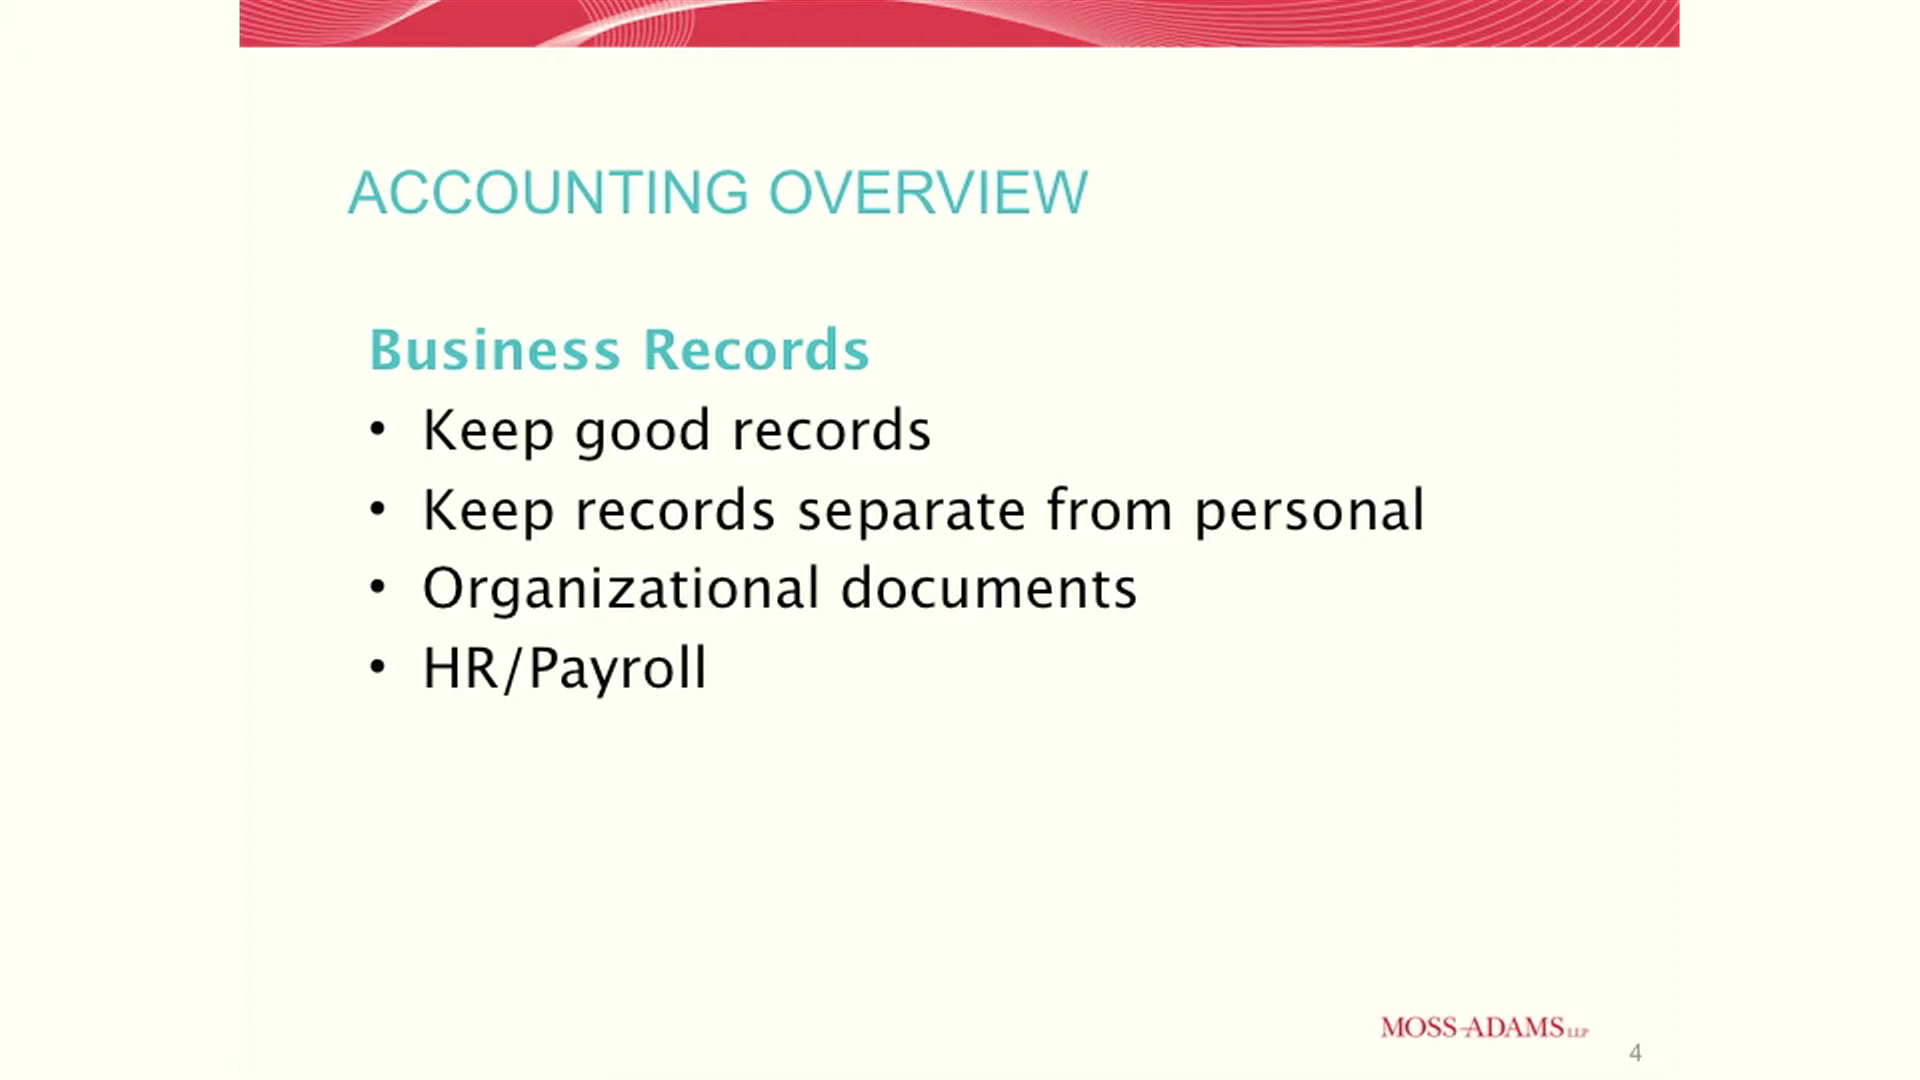 ACCOUNTING OVERVIEW
Business Records
• Keep good records
• Keep records separate from personal
• Organizational documents
• HR/Payroll
MOSS-ADAMS LLP
4